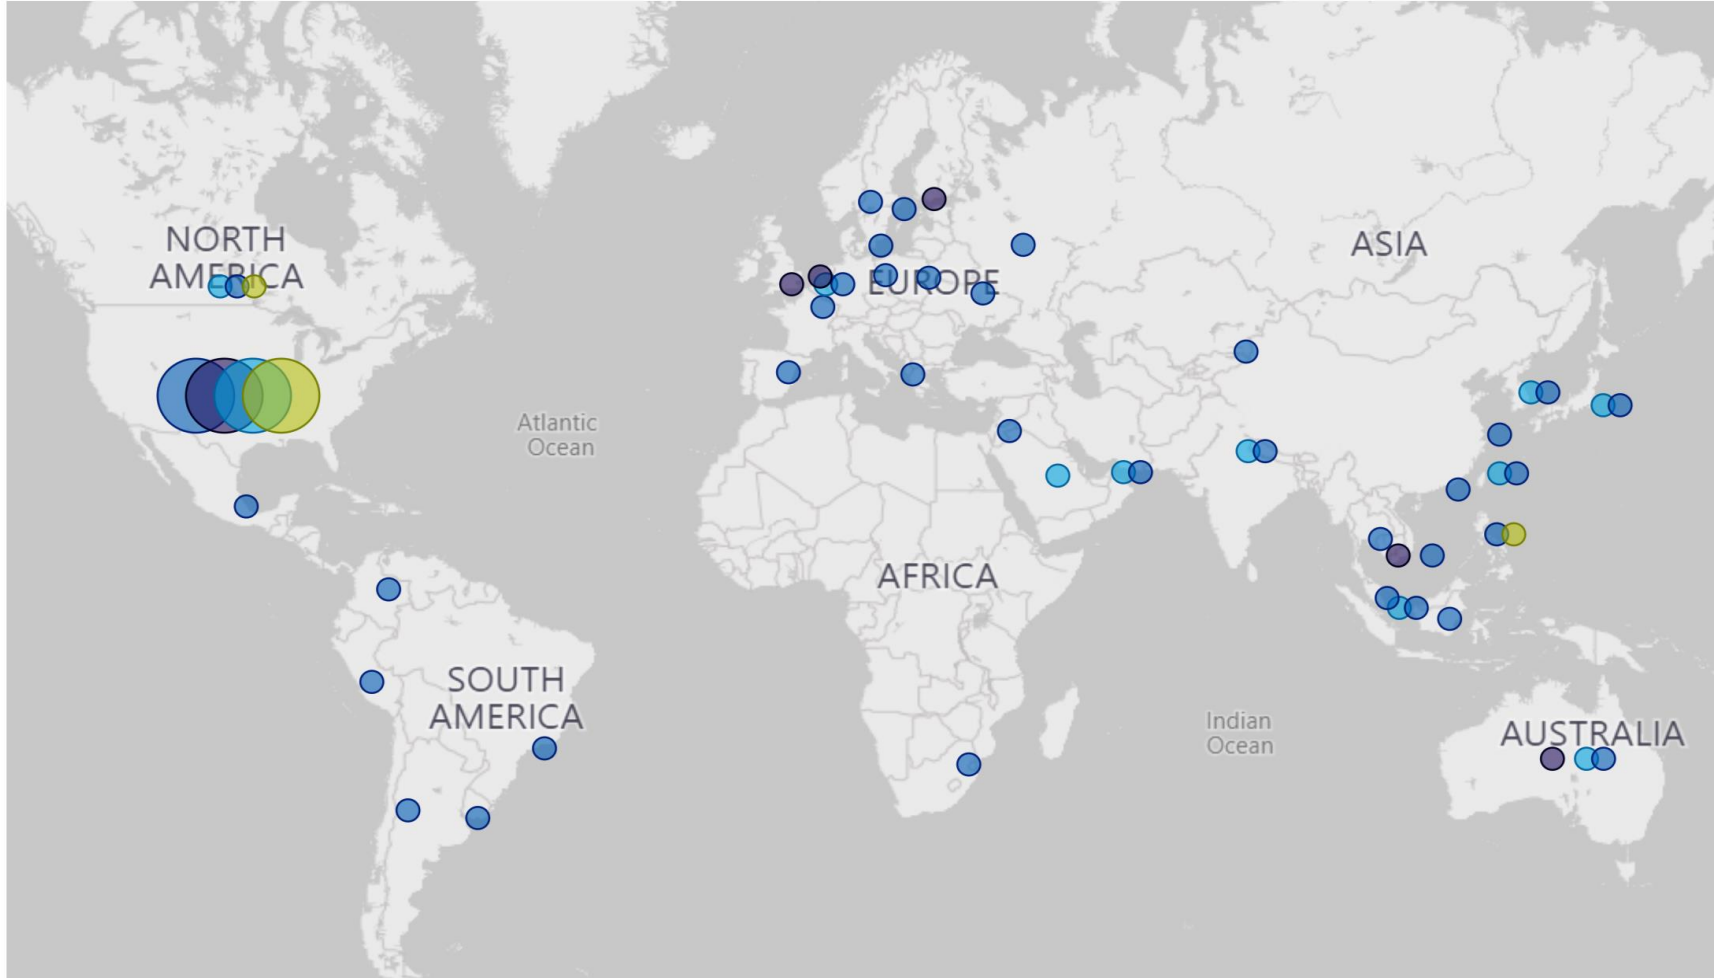 NORTH
AMERICA
EUROPE
ASIA
Atlantic
Ocean
AFRICA
SOUTH
AMERICA
Indian
Ocean
AUSTRALIA